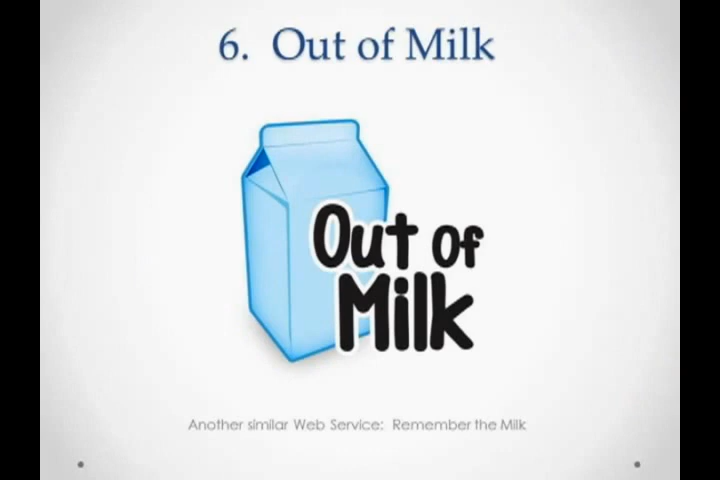 6. Out of Milk
Out of
Milk
Another similar Web Service: Remember the Milk